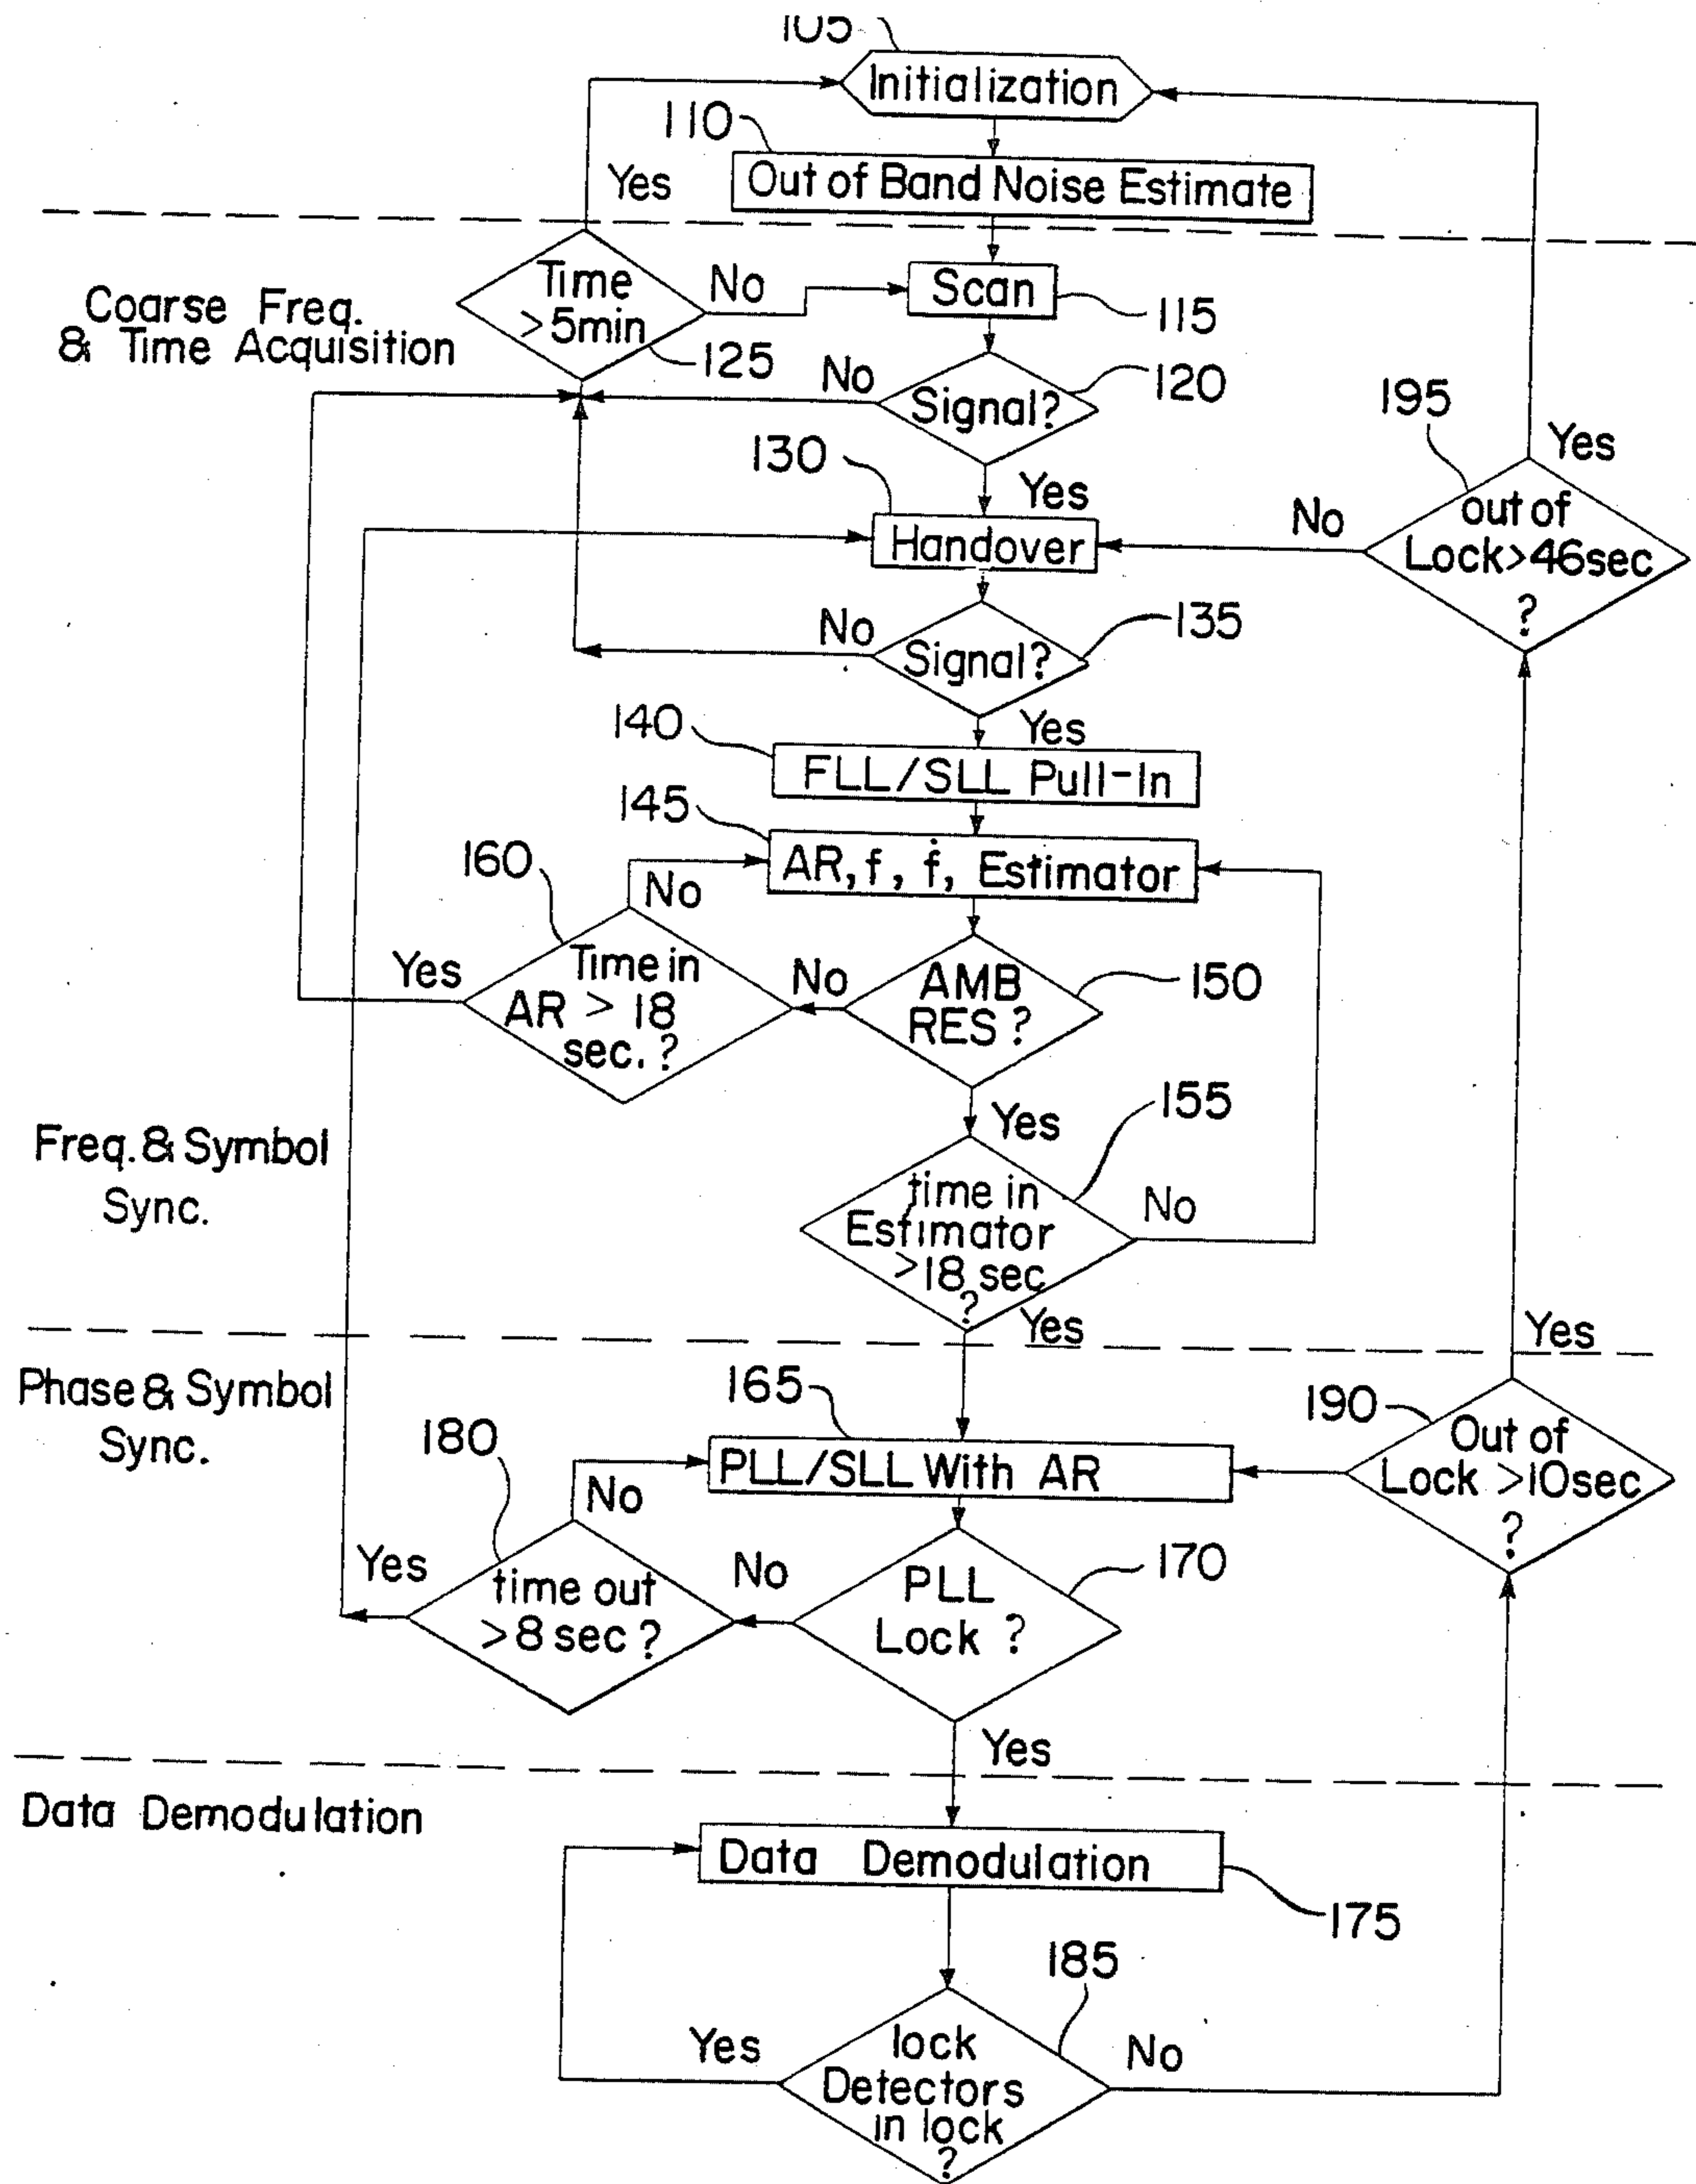 105
Initialization
110
Out of Band Noise Estimate
Yes
Coarse Freq.
& Time Acquisition
Time
>5min
125
No
Scan
115
Signal?
120
No
Yes
130
Handover
195
out of
Lock>46sec
?
Yes
No
Signal?
135
No
Yes
140
FLL/SLL Pull-In
145
AR, f, ḟ, Estimator
160
No
Time in
AR > 18
sec. ?
Yes
No
AMB
RES ?
150
Yes
Freq. & Symbol
Sync.
155
time in
Estimator
>18 sec
?
No
Yes
Yes
Phase & Symbol
Sync.
165
PLL/SLL With AR
190
Out of
Lock >10sec
?
180
No
time out
>8 sec ?
Yes
No
PLL
Lock ?
170
Yes
Data Demodulation
Data Demodulation
175
185
lock
Detectors
in lock
?
Yes
No